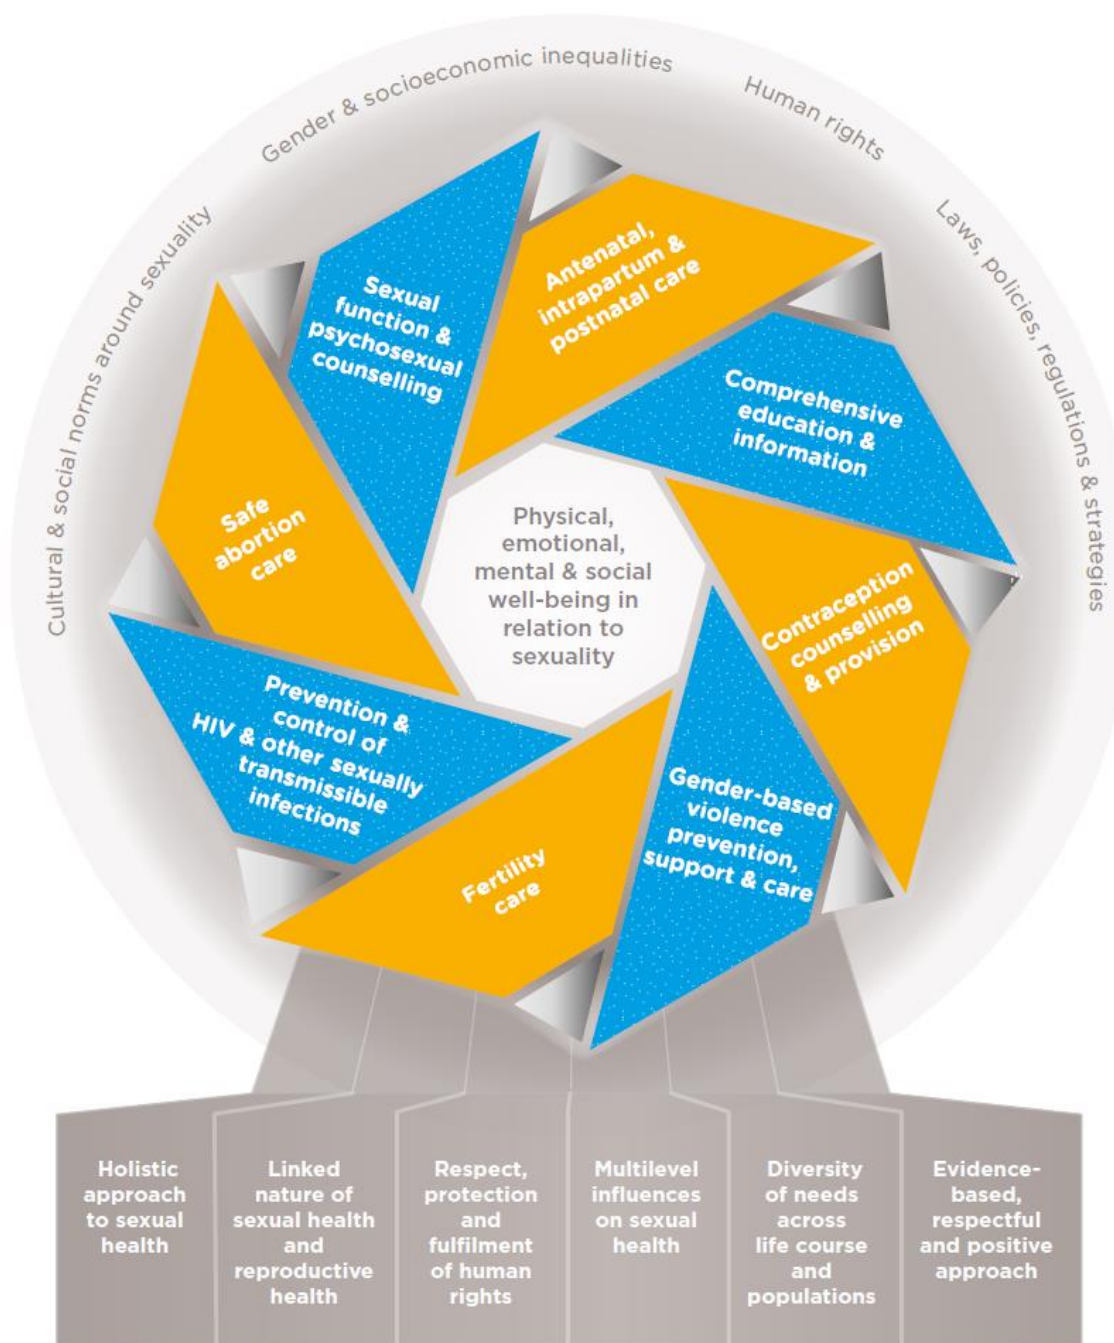 Cultural & social norms around sexuality
Gender & socioeconomic inequalities
Human rights
Laws, policies, regulations & strategies
Antenatal,
intrapartum &
postnatal care
Comprehensive
education &
information
Contraception
counselling
& provision
Gender-based
violence
prevention,
support & care
Fertility
care
Prevention &
control of
HIV & other sexually
transmissible
infections
Safe
abortion
care
Sexual
function &
psychosexual
counselling
Physical,
emotional,
mental & social
well-being in
relation to
sexuality
Holistic
approach
to sexual
health
Linked
nature of
sexual health
and
reproductive
health
Respect,
protection
and
fulfilment
of human
rights
Multilevel
influences
on sexual
health
Diversity
of needs
across
life course
and
populations
Evidence-
based,
respectful
and positive
approach